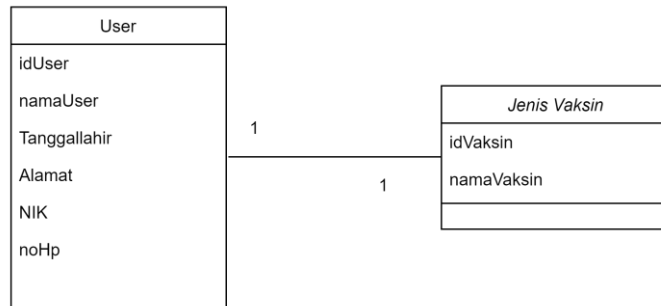 User
idUser
namaUser
Tanggallahir
Alamat
NIK
noHp
1
1
Jenis Vaksin
idVaksin
namaVaksin